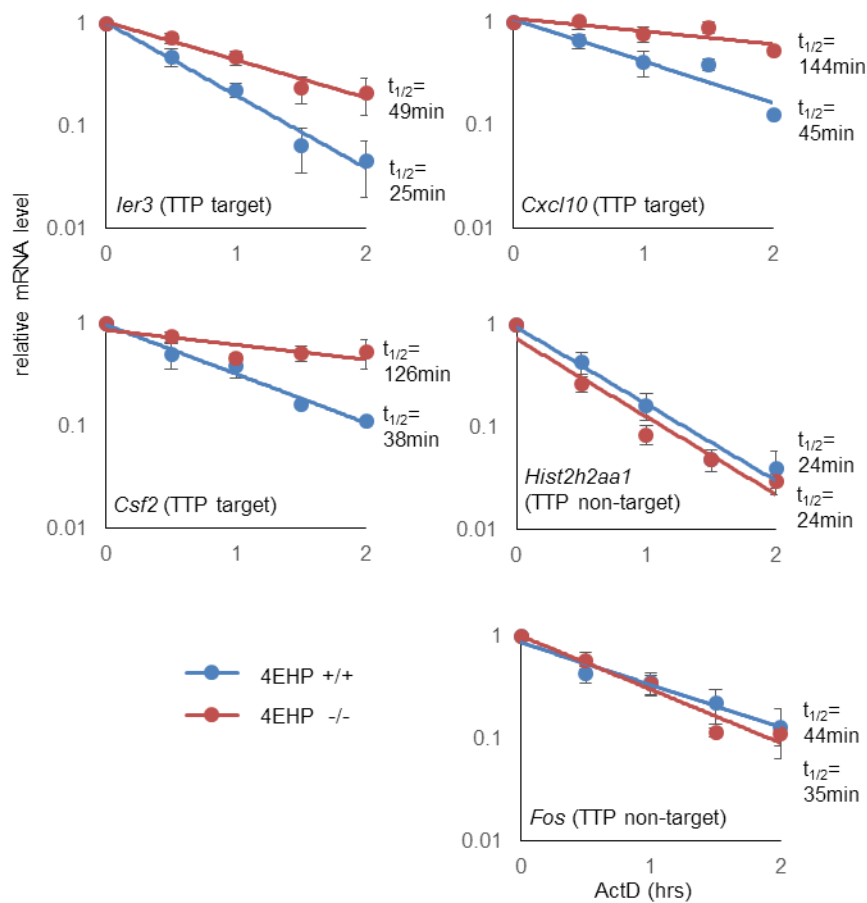 relative mRNA level
1
0.1
0.01
0
1
2
t1/2=
49min
t1/2=
25min
Ier3 (TTP target)
1
0.1
0.01
0
1
2
t1/2=
144min
t1/2=
45min
Cxcl10 (TTP target)
1
0.1
0.01
0
1
2
t1/2=
126min
t1/2=
38min
Csf2 (TTP target)
1
0.1
0.01
0
1
2
t1/2=
24min
t1/2=
24min
Hist2h2aa1
(TTP non-target)
4EHP +/+
4EHP -/-
1
0.1
0.01
0
1
2
t1/2=
44min
t1/2=
35min
Fos (TTP non-target)
ActD (hrs)